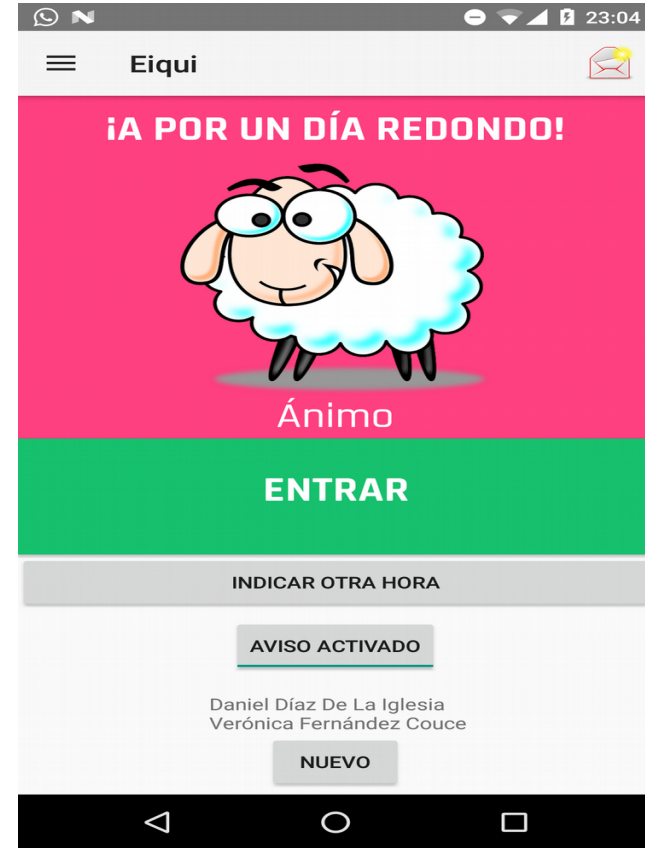 23:04
Eiqui
¡A POR UN DÍA REDONDO!
Ánimo
ENTRAR
INDICAR OTRA HORA
AVISO ACTIVADO
Daniel Díaz De La Iglesia
Verónica Fernández Couce
NUEVO